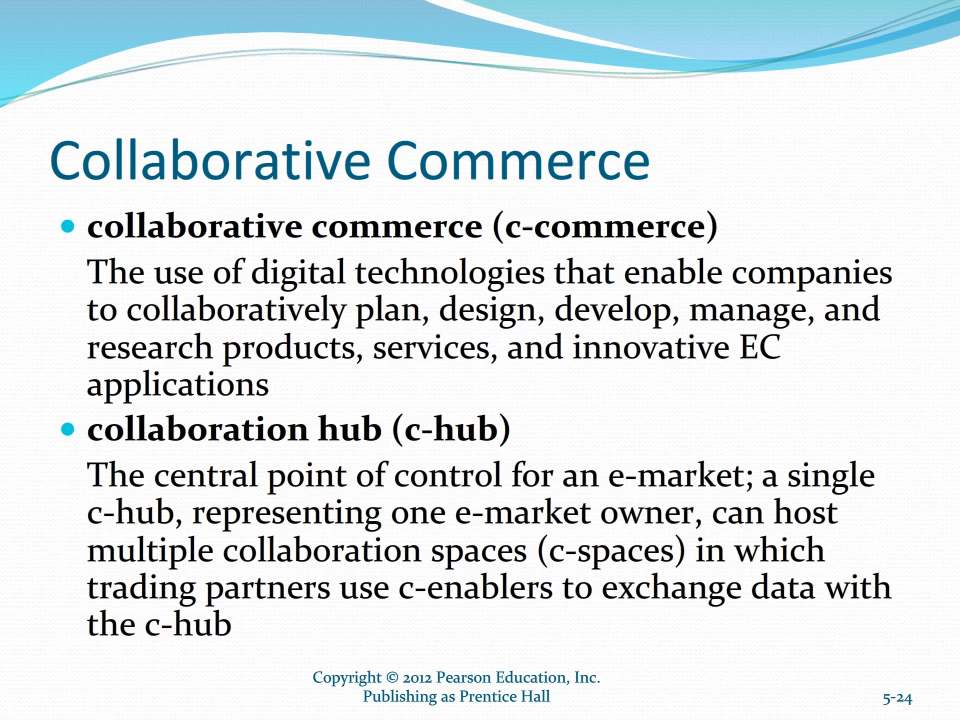 Collaborative Commerce
• collaborative commerce (c-commerce)
The use of digital technologies that enable companies
to collaboratively plan, design, develop, manage, and
research products, services, and innovative EC
applications
• collaboration hub (c-hub)
The central point of control for an e-market; a single
c-hub, representing one e-market owner, can host
multiple collaboration spaces (c-spaces) in which
trading partners use c-enablers to exchange data with
the c-hub
Copyright © 2012 Pearson Education, Inc.
Publishing as Prentice Hall
5-24